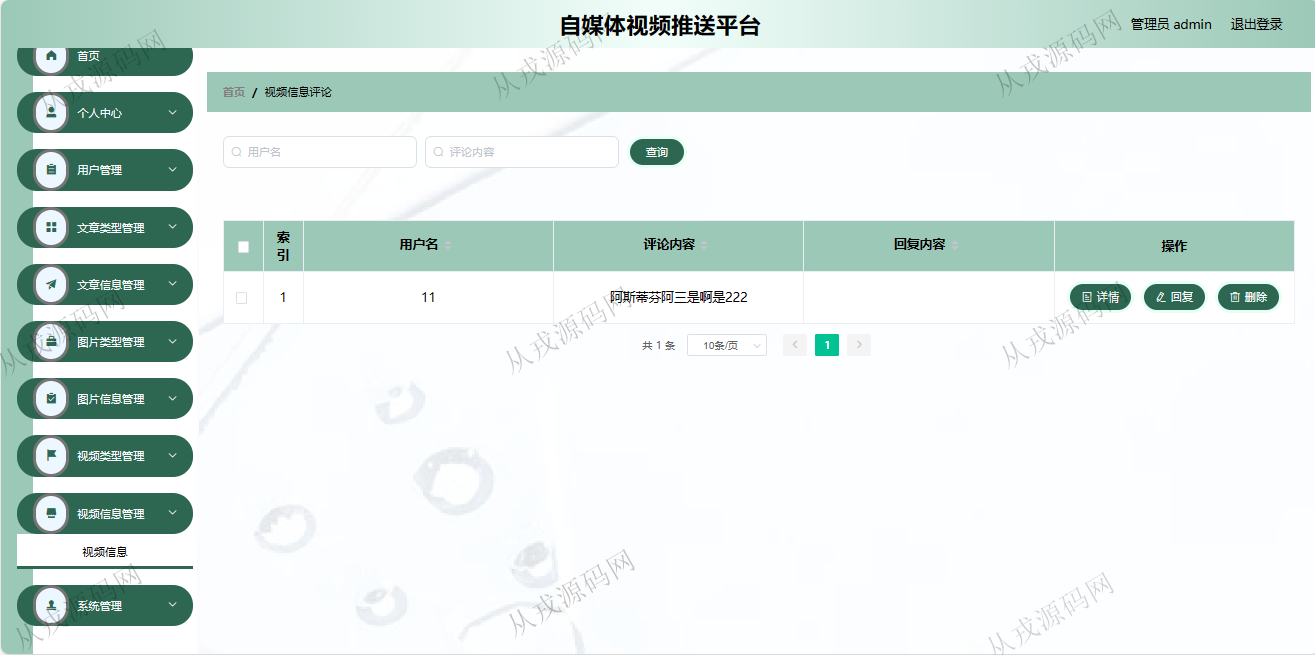 自媒体视频推送平台
管理员 admin 退出登录
首页
个人中心
用户管理
文章类型管理
文章信息管理
图片类型管理
图片信息管理
视频类型管理
视频信息管理
视频信息
系统管理
首页 / 视频信息评论
用户名 评论内容 查询
索引 用户名 评论内容 回复内容 操作
1 11 阿斯蒂芬阿三是啊是222 详情 回复 删除
共 1 条 10条/页 1
从戎源码网
从戎源码网
从戎源码网
从戎源码网
从戎源码网
从戎源码网
从戎源码网
从戎源码网
从戎源码网